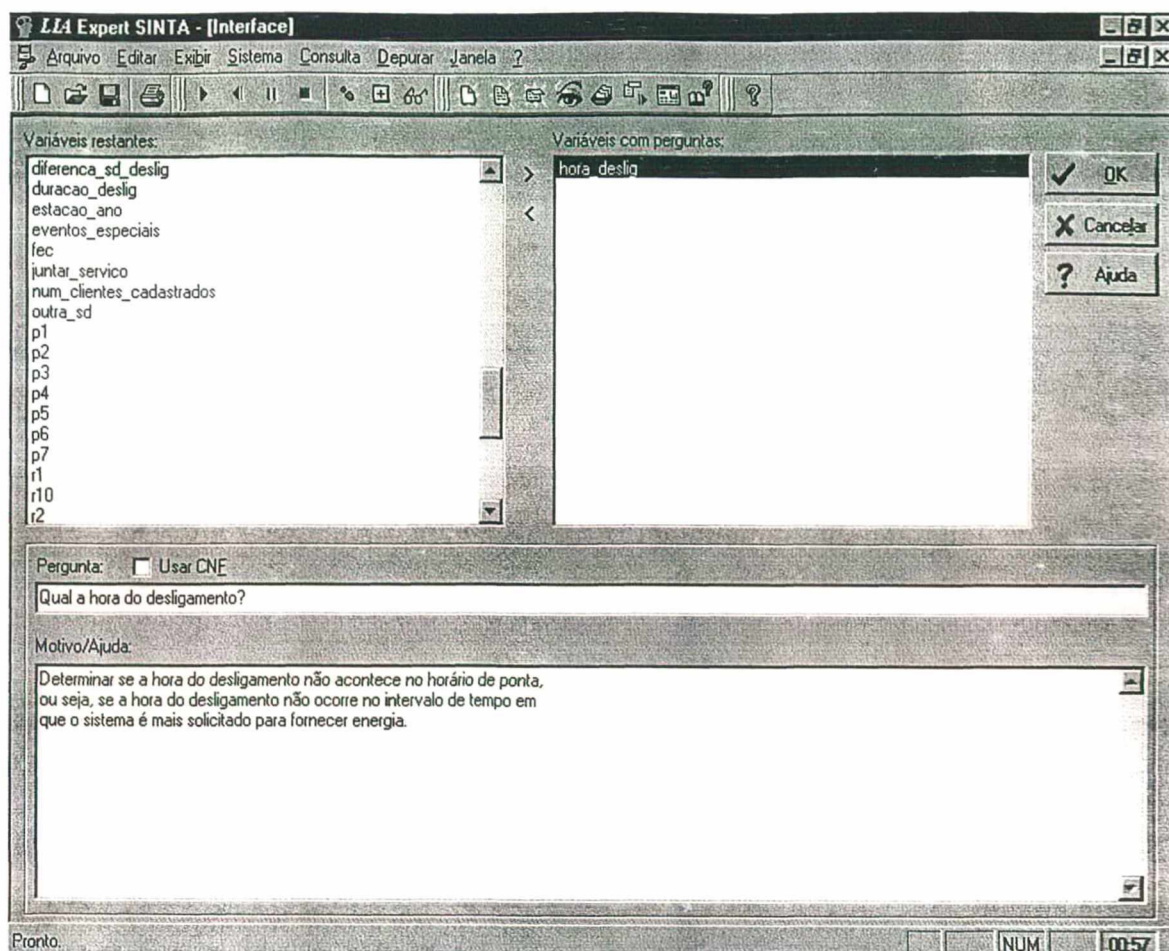 LIA Expert SINTA - [Interface]
Arquivo Editar Exibir Sistema Consulta Depurar Janela ?
Variáveis restantes:
diferenca_sd_deslig
duracao_deslig
estacao_ano
eventos_especiais
fec
juntar_servico
num_clientes_cadastrados
outra_sd
p1
p2
p3
p4
p5
p6
p7
r1
r10
r2
>
<
Variáveis com perguntas:
hora_deslig
OK
Cancelar
? Ajuda
Pergunta: Usar CNF
Qual a hora do desligamento?
Motivo/Ajuda:
Determinar se a hora do desligamento não acontece no horário de ponta,
ou seja, se a hora do desligamento não ocorre no intervalo de tempo em
que o sistema é mais solicitado para fornecer energia.
Pronto. NUM 00:57